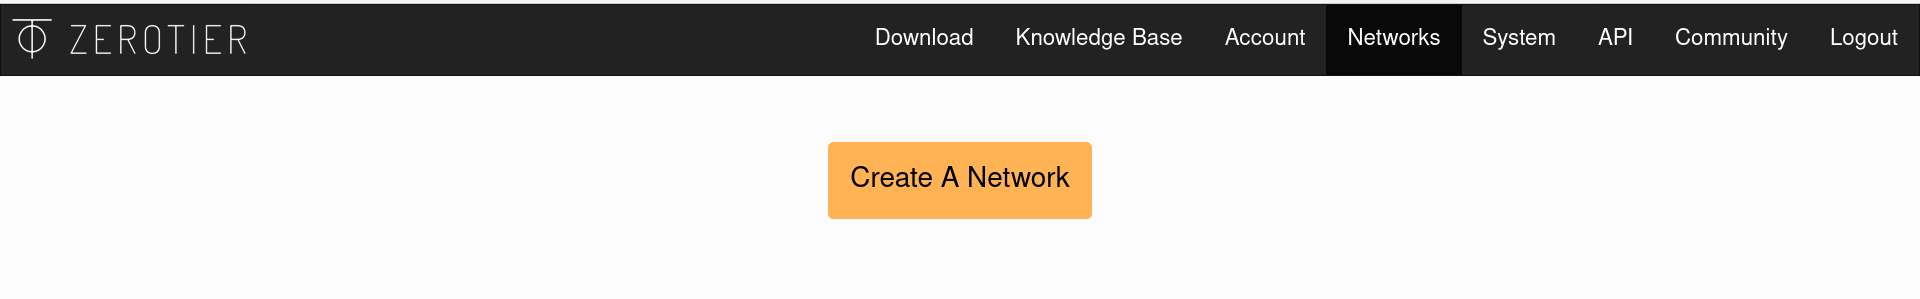 ZEROTIER Download Knowledge Base Account Networks System API Community Logout
Create A Network